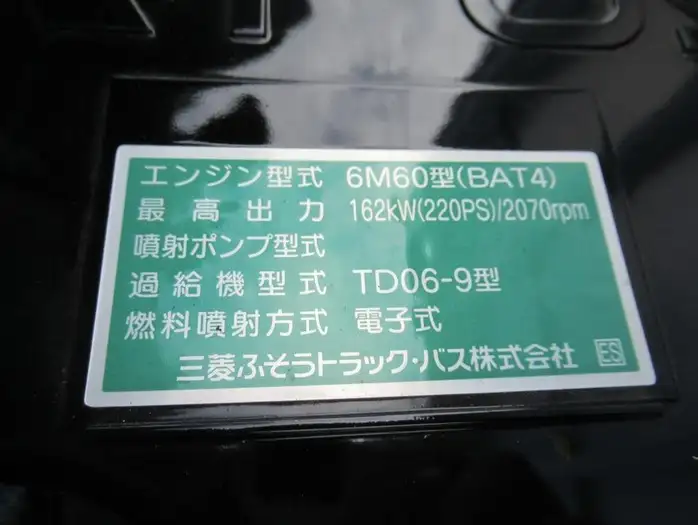 エンジン型式 6M60型(BAT4)
最高出力 162kW(220PS)/2070rpm
噴射ポンプ型式
過給機型式 TD06-9型
燃料噴射方式 電子式
三菱ふそうトラック・バス株式会社 ES